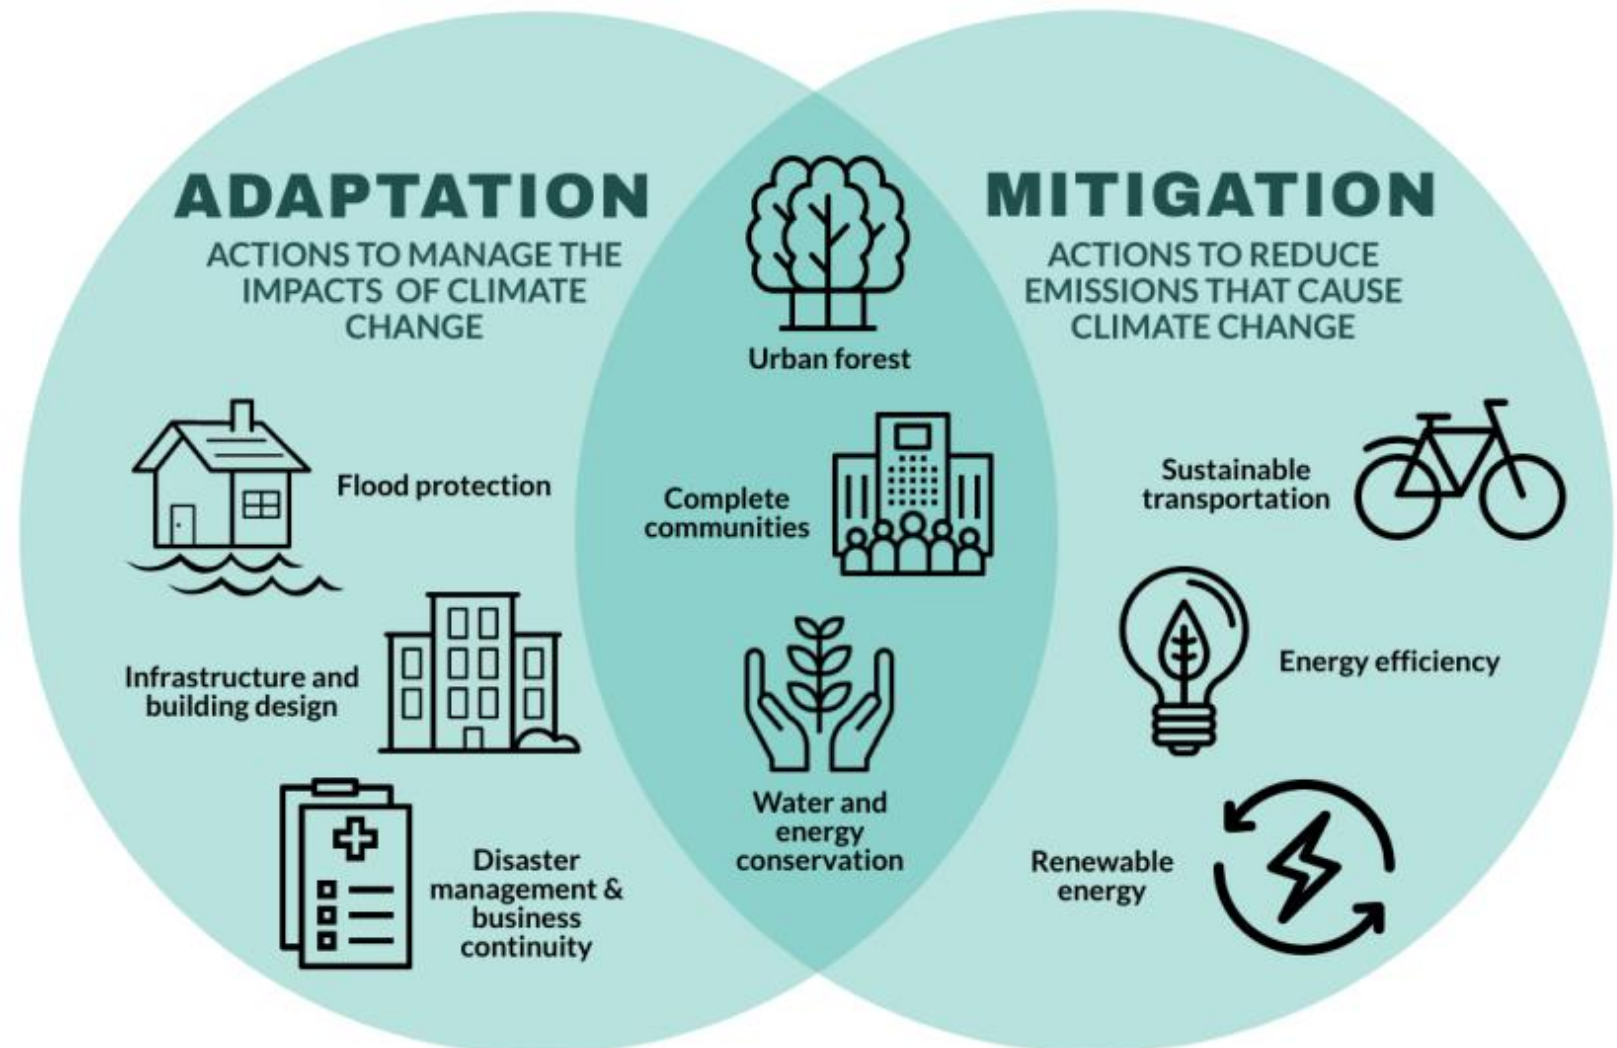 ADAPTATION
ACTIONS TO MANAGE THE
IMPACTS OF CLIMATE
CHANGE
Flood protection
Infrastructure and
building design
Disaster
management &
business
continuity
Urban forest
Complete
communities
Water and
energy
conservation
MITIGATION
ACTIONS TO REDUCE
EMISSIONS THAT CAUSE
CLIMATE CHANGE
Sustainable
transportation
Energy efficiency
Renewable
energy